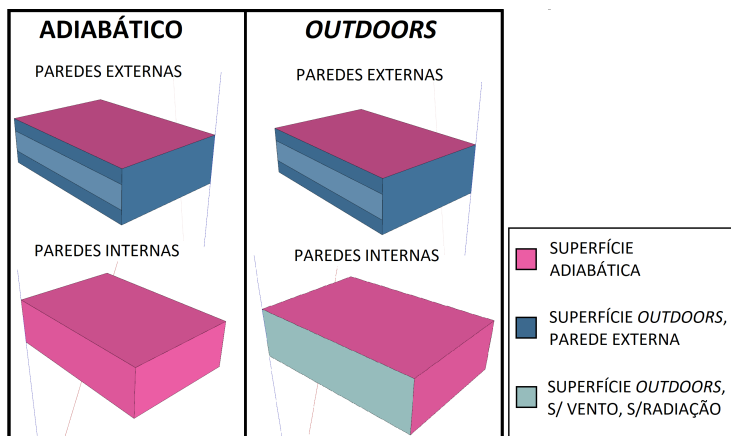 ADIABÁTICO
OUTDOORS
PAREDES EXTERNAS
PAREDES EXTERNAS
PAREDES INTERNAS
PAREDES INTERNAS
SUPERFÍCIE
ADIABÁTICA
SUPERFÍCIE OUTDOORS,
PAREDE EXTERNA
SUPERFÍCIE OUTDOORS,
S/ VENTO, S/RADIAÇÃO